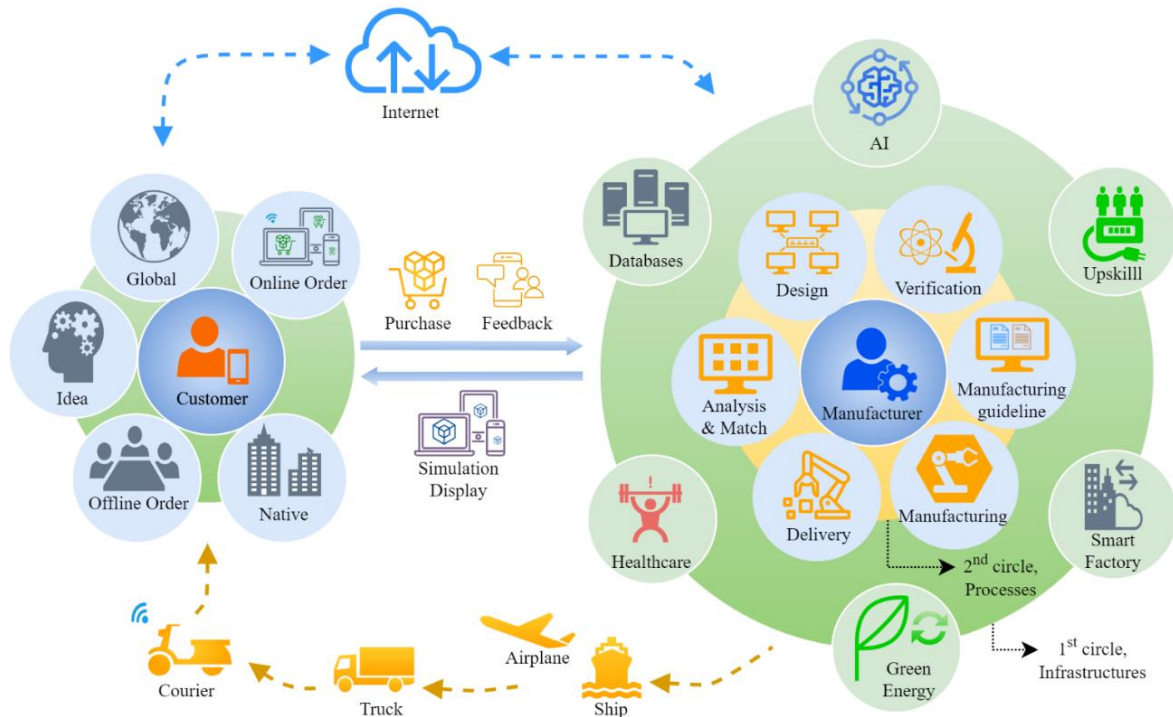 Internet
AI
Databases
Upskilll
Global
Online Order
Design
Verification
Purchase
Feedback
Idea
Customer
Analysis
& Match
Manufacturer
Manufacturing
guideline
Simulation
Display
Offline Order
Native
Delivery
Manufacturing
Healthcare
Smart
Factory
2nd circle,
Processes
Green
Energy
1st circle,
Infrastructures
Airplane
Courier
Truck
Ship